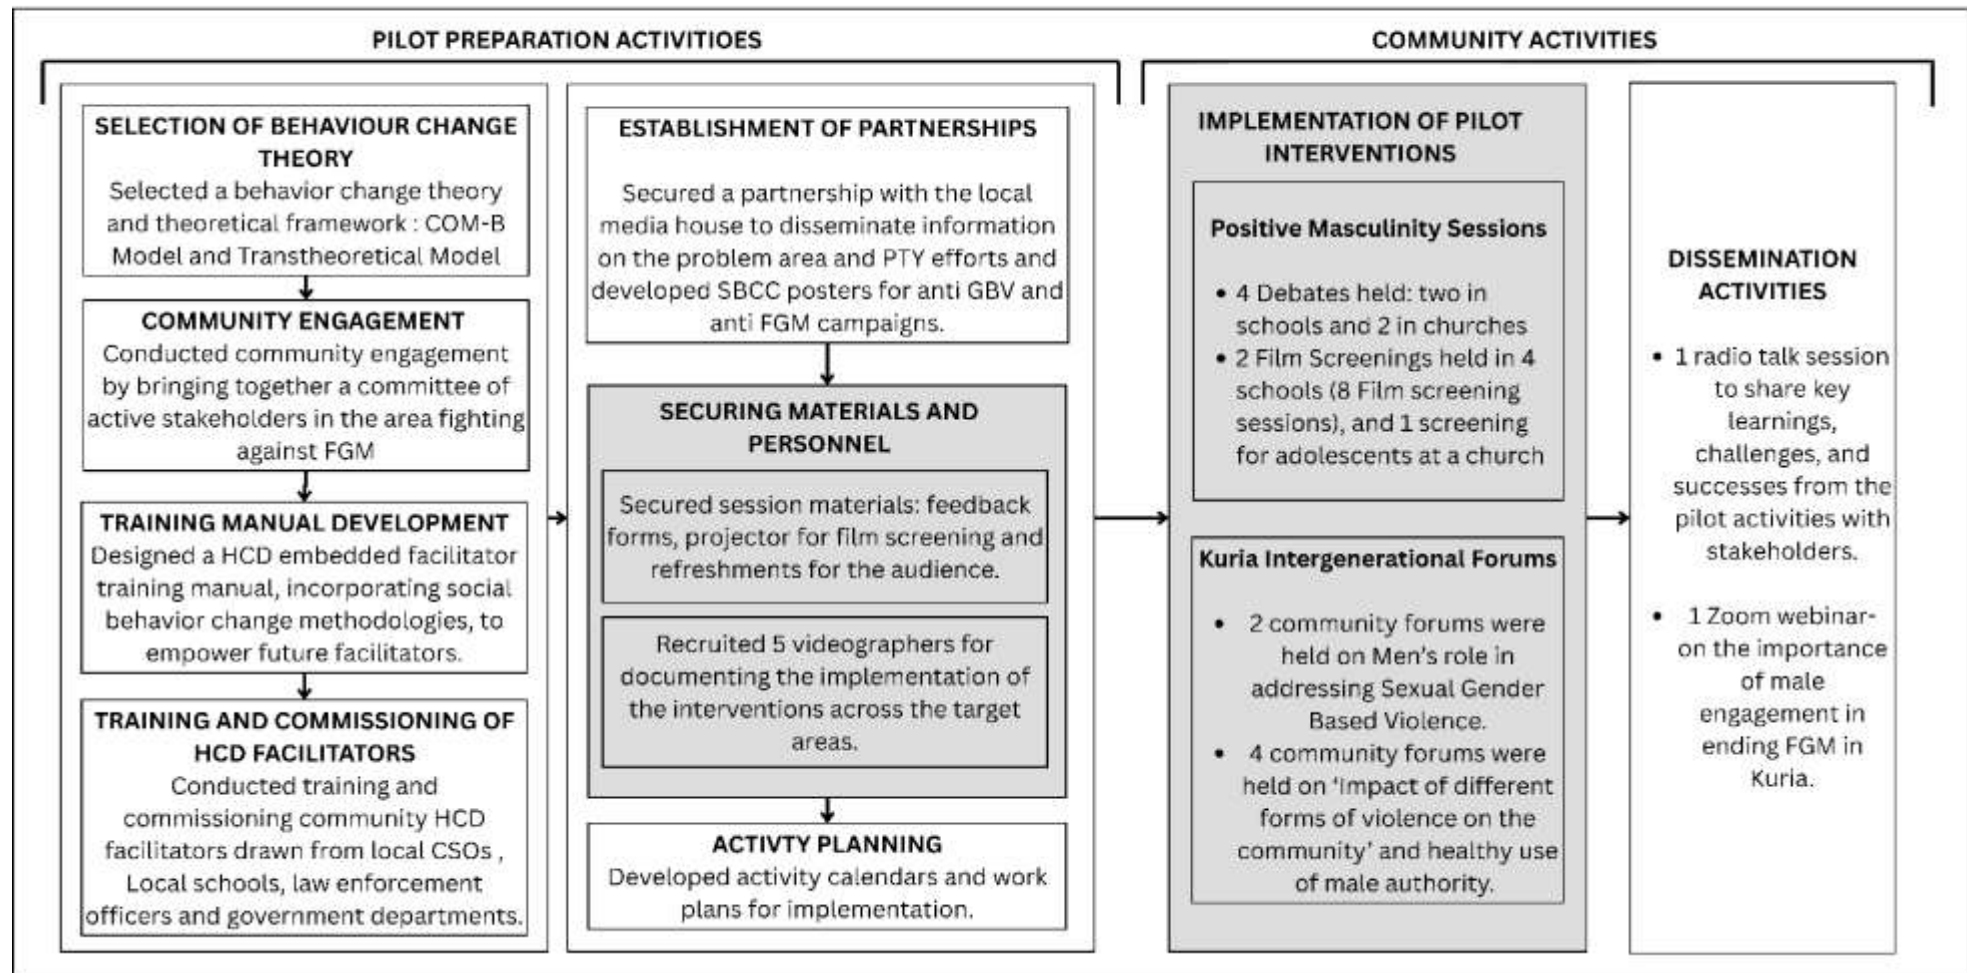 PILOT PREPARATION ACTIVITIOES
COMMUNITY ACTIVITIES
SELECTION OF BEHAVIOUR CHANGE
THEORY
Selected a behavior change theory
and theoretical framework : COM-B
Model and Transtheoretical Model
COMMUNITY ENGAGEMENT
Conducted community engagement
by bringing together a committee of
active stakeholders in the area fighting
against FGM
TRAINING MANUAL DEVELOPMENT
Designed a HCD embedded facilitator
training manual, incorporating social
behavior change methodologies, to
empower future facilitators.
TRAINING AND COMMISSIONING OF
HCD FACILITATORS
Conducted training and
commissioning community HCD
facilitators drawn from local CSOs ,
Local schools, law enforcement
officers and government departments.
ESTABLISHMENT OF PARTNERSHIPS
Secured a partnership with the local
media house to disseminate information
on the problem area and PTY efforts and
developed SBCC posters for anti GBV and
anti FGM campaigns.
SECURING MATERIALS AND
PERSONNEL
Secured session materials: feedback
forms, projector for film screening and
refreshments for the audience.
Recruited 5 videographers for
documenting the implementation of
the interventions across the target
areas.
ACTIVTY PLANNING
Developed activity calendars and work
plans for implementation.
IMPLEMENTATION OF PILOT
INTERVENTIONS
Positive Masculinity Sessions
• 4 Debates held: two in
schools and 2 in churches
• 2 Film Screenings held in 4
schools (8 Film screening
sessions), and 1 screening
for adolescents at a church
Kuria Intergenerational Forums
• 2 community forums were
held on Men's role in
addressing Sexual Gender
Based Violence.
• 4 community forums were
held on 'Impact of different
forms of violence on the
community' and healthy use
of male authority.
DISSEMINATION
ACTIVITIES
• 1 radio talk session
to share key
learnings,
challenges, and
successes from the
pilot activities with
stakeholders.
• 1 Zoom webinar-
on the importance
of male
engagement in
ending FGM in
Kuria.